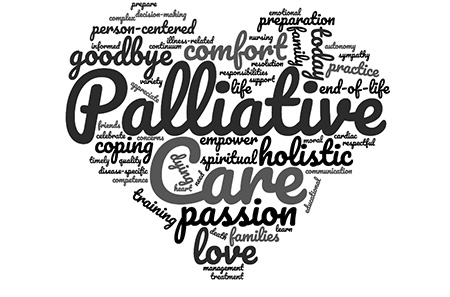 prepare
emotional
complex decision-making
preparation
person-centered
nursing
family
today
autonomy
informed continuum illness-related
comfort
resolution
sympathy
goodbye
responsibilities
practice
variety
support
appreciate
life
end-of-life
Palliative
friends
celebrate concerns
empower
moral cardiac
respectful
coping
timely quality
dying
spiritual
holistic
disease-specific
heart
need
communication
competence
Care
educational
training
passion
learn
death families
love
management
treatment